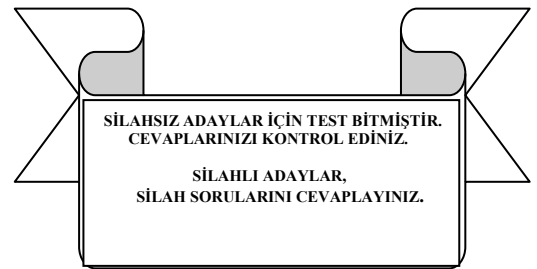 SİLAHSIZ ADAYLAR İÇİN TEST BİTMİŞTİR.
CEVAPLARINIZI KONTROL EDİNİZ.
SİLAHLI ADAYLAR,
SİLAH SORULARINI CEVAPLAYINIZ.